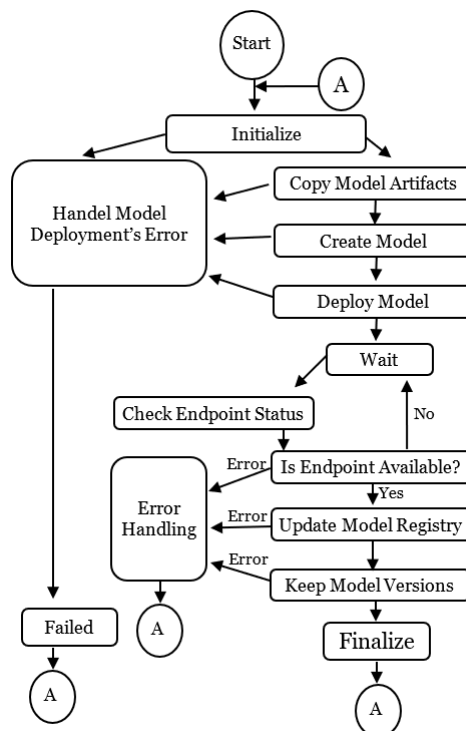 Start
A
Initialize
Handel Model
Deployment's Error
Copy Model Artifacts
Create Model
Deploy Model
Wait
Check Endpoint Status
No
Error
Is Endpoint Available?
Yes
Error
Handling
Error
Update Model Registry
Error
Keep Model Versions
A
Failed
Finalize
A
A